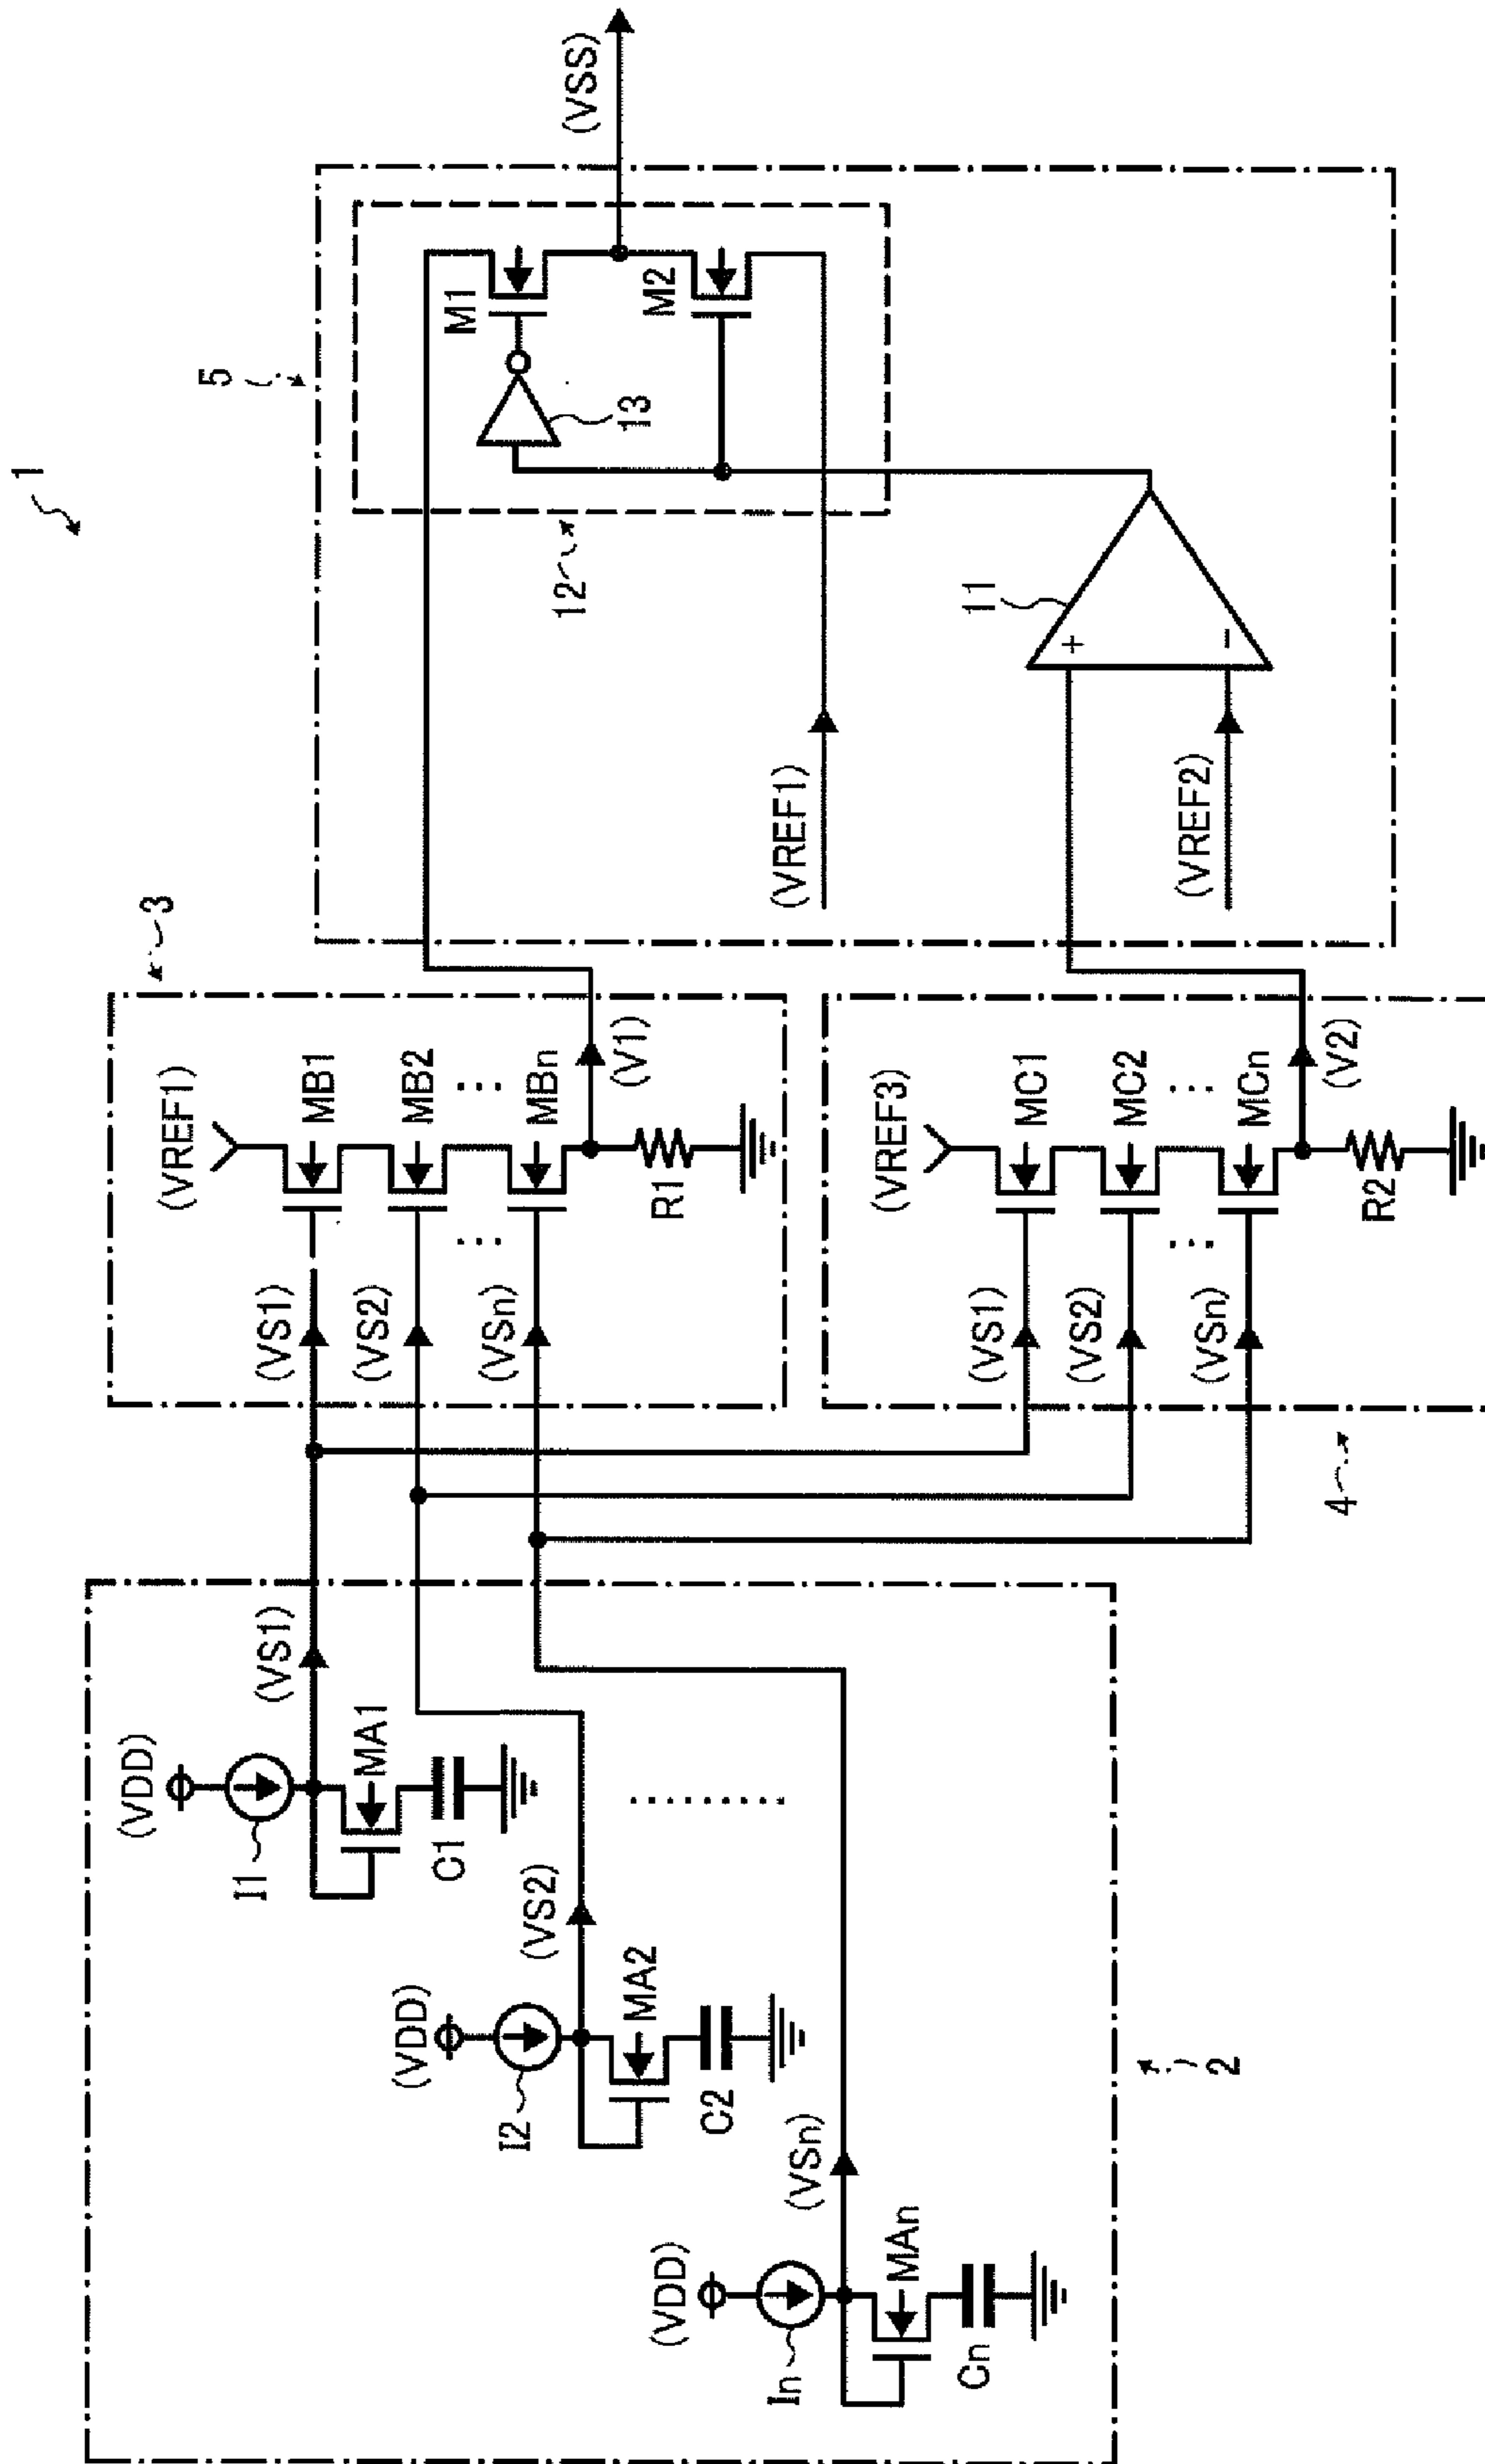 1
5
(VSS)
M1
M2
13
12
11
+
−
(VREF1)
(VREF2)
3
(VREF1)
MB1
MB2
...
MBn
(V1)
R1
(VS1)
(VS2)
...
(VSn)
(VREF3)
MC1
MC2
...
MCn
(V2)
R2
(VS1)
(VS2)
...
(VSn)
4
(VDD)
I1
(VS1)
MA1
C1
(VDD)
I2
(VS2)
MA2
C2
.........
(VDD)
In
(VSn)
MAn
Cn
2